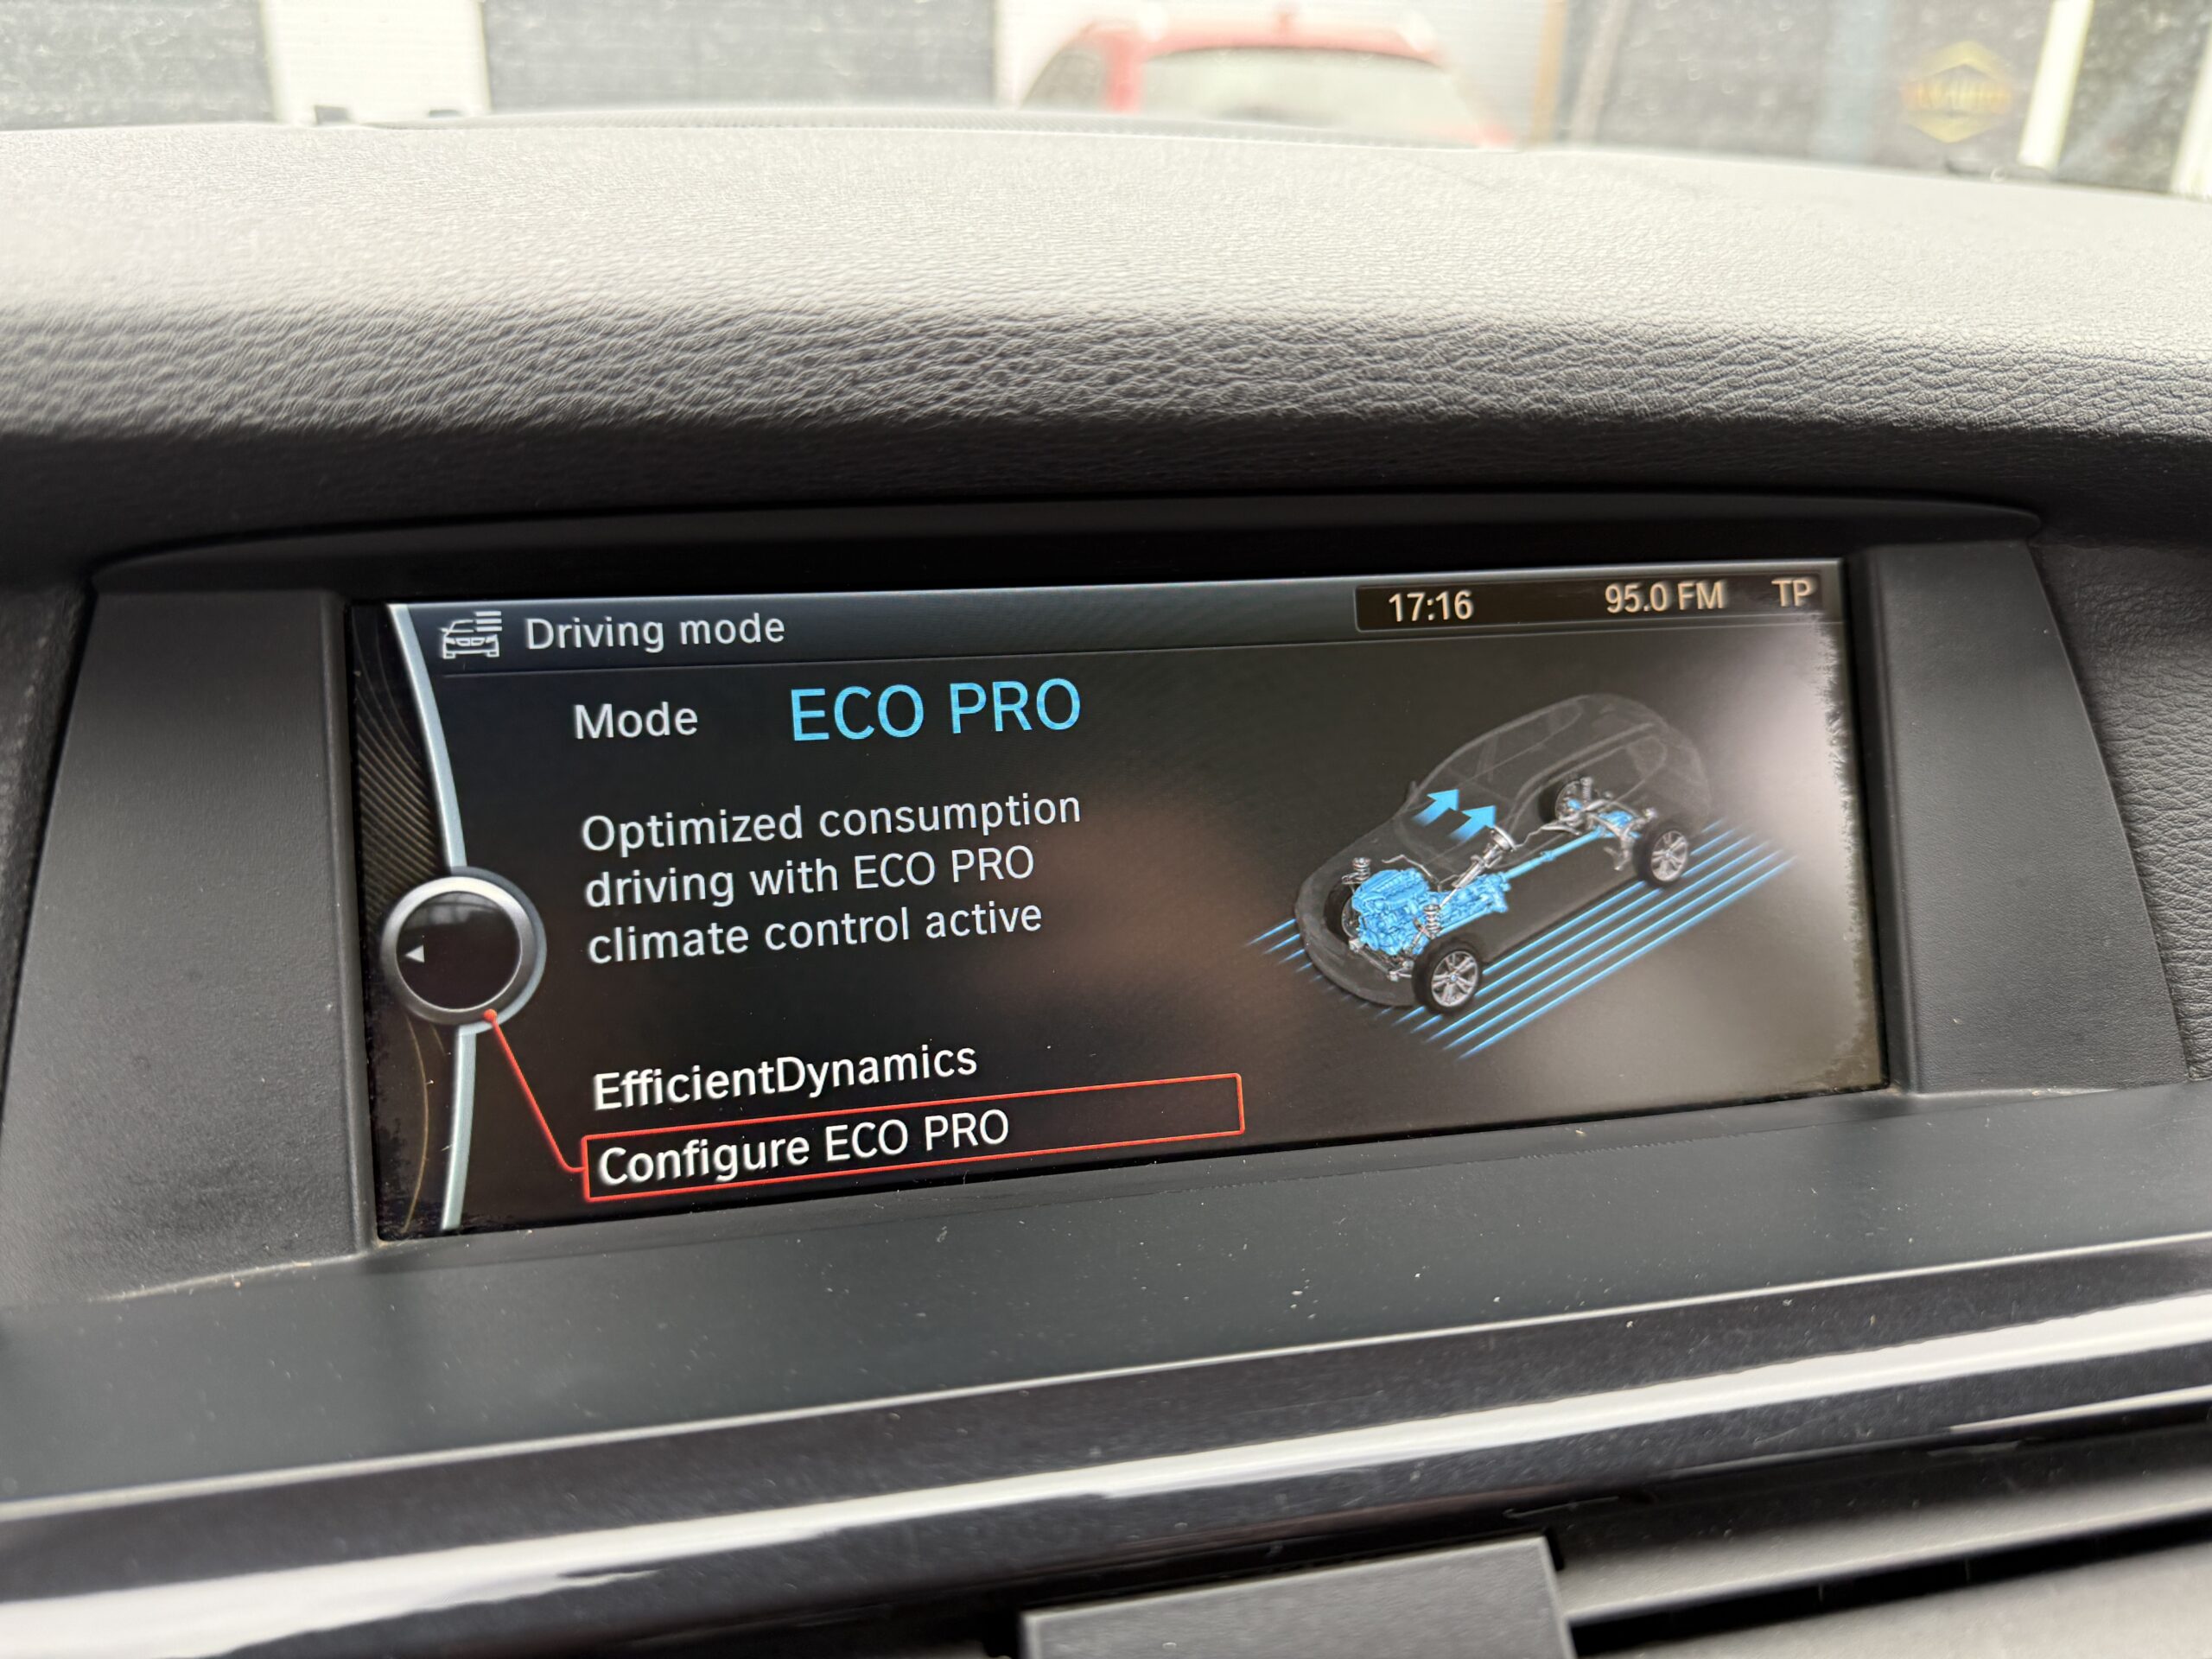 Driving mode
17:16 95.0 FM TP
Mode ECO PRO
Optimized consumption
driving with ECO PRO
climate control active
EfficientDynamics
Configure ECO PRO